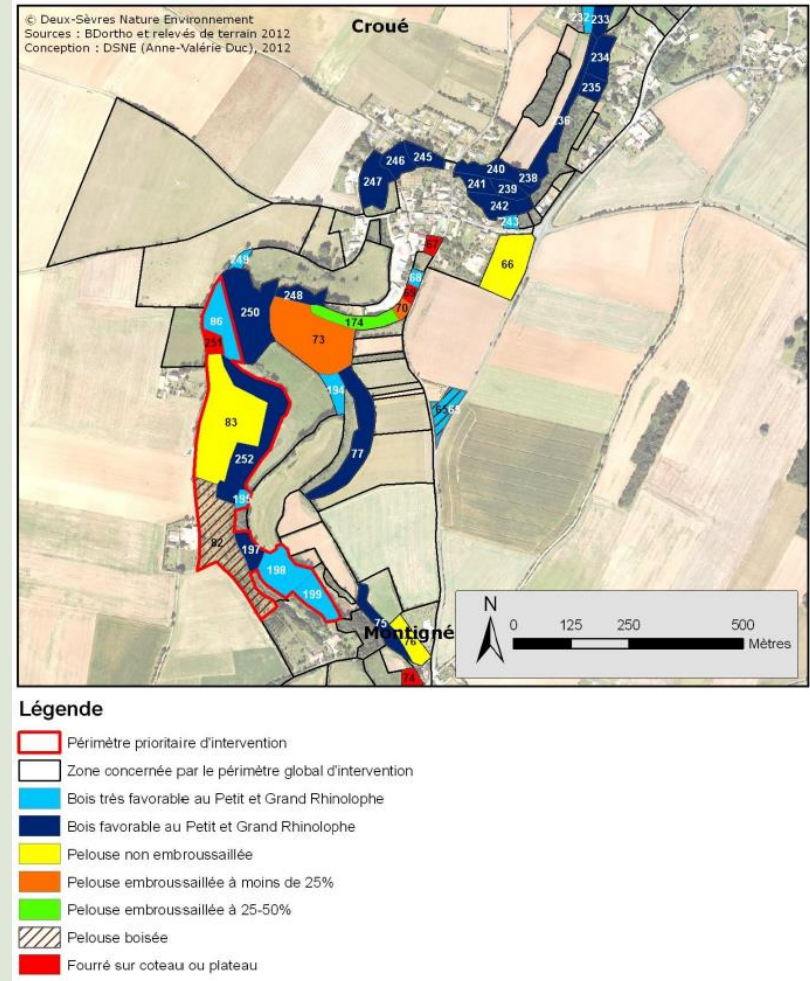 © Deux-Sèvres Nature Environnement
Sources : BDortho et relevés de terrain 2012
Conception : DSNE (Anne-Valérie Duc), 2012
Croué
232
233
234
235
236
246
245
247
240
241
239
238
242
243
67
66
249
68
69
248
70
86
250
174
251
73
194
65
83
77
252
195
82
197
198
199
75
Montigné
76
74
N
0 125 250 500
Mètres
Légende
Périmètre prioritaire d'intervention
Zone concernée par le périmètre global d'intervention
Bois très favorable au Petit et Grand Rhinolophe
Bois favorable au Petit et Grand Rhinolophe
Pelouse non embroussaillée
Pelouse embroussaillée à moins de 25%
Pelouse embroussaillée à 25-50%
Pelouse boisée
Fourré sur coteau ou plateau